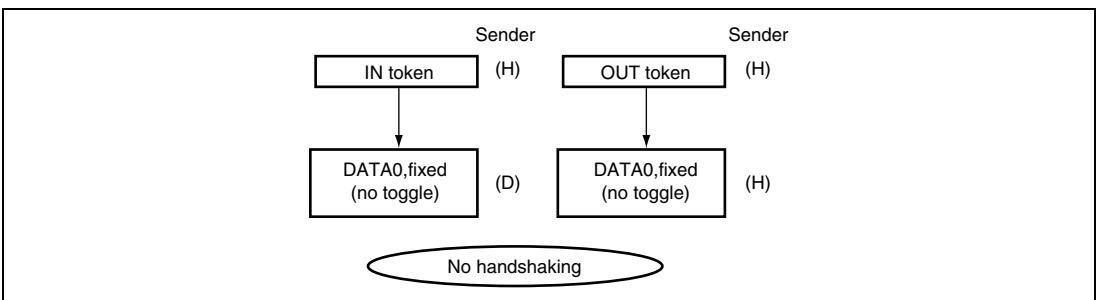 Sender Sender
IN token (H) OUT token (H)
DATA0,fixed
(no toggle) (D) DATA0,fixed
(no toggle) (H)
No handshaking